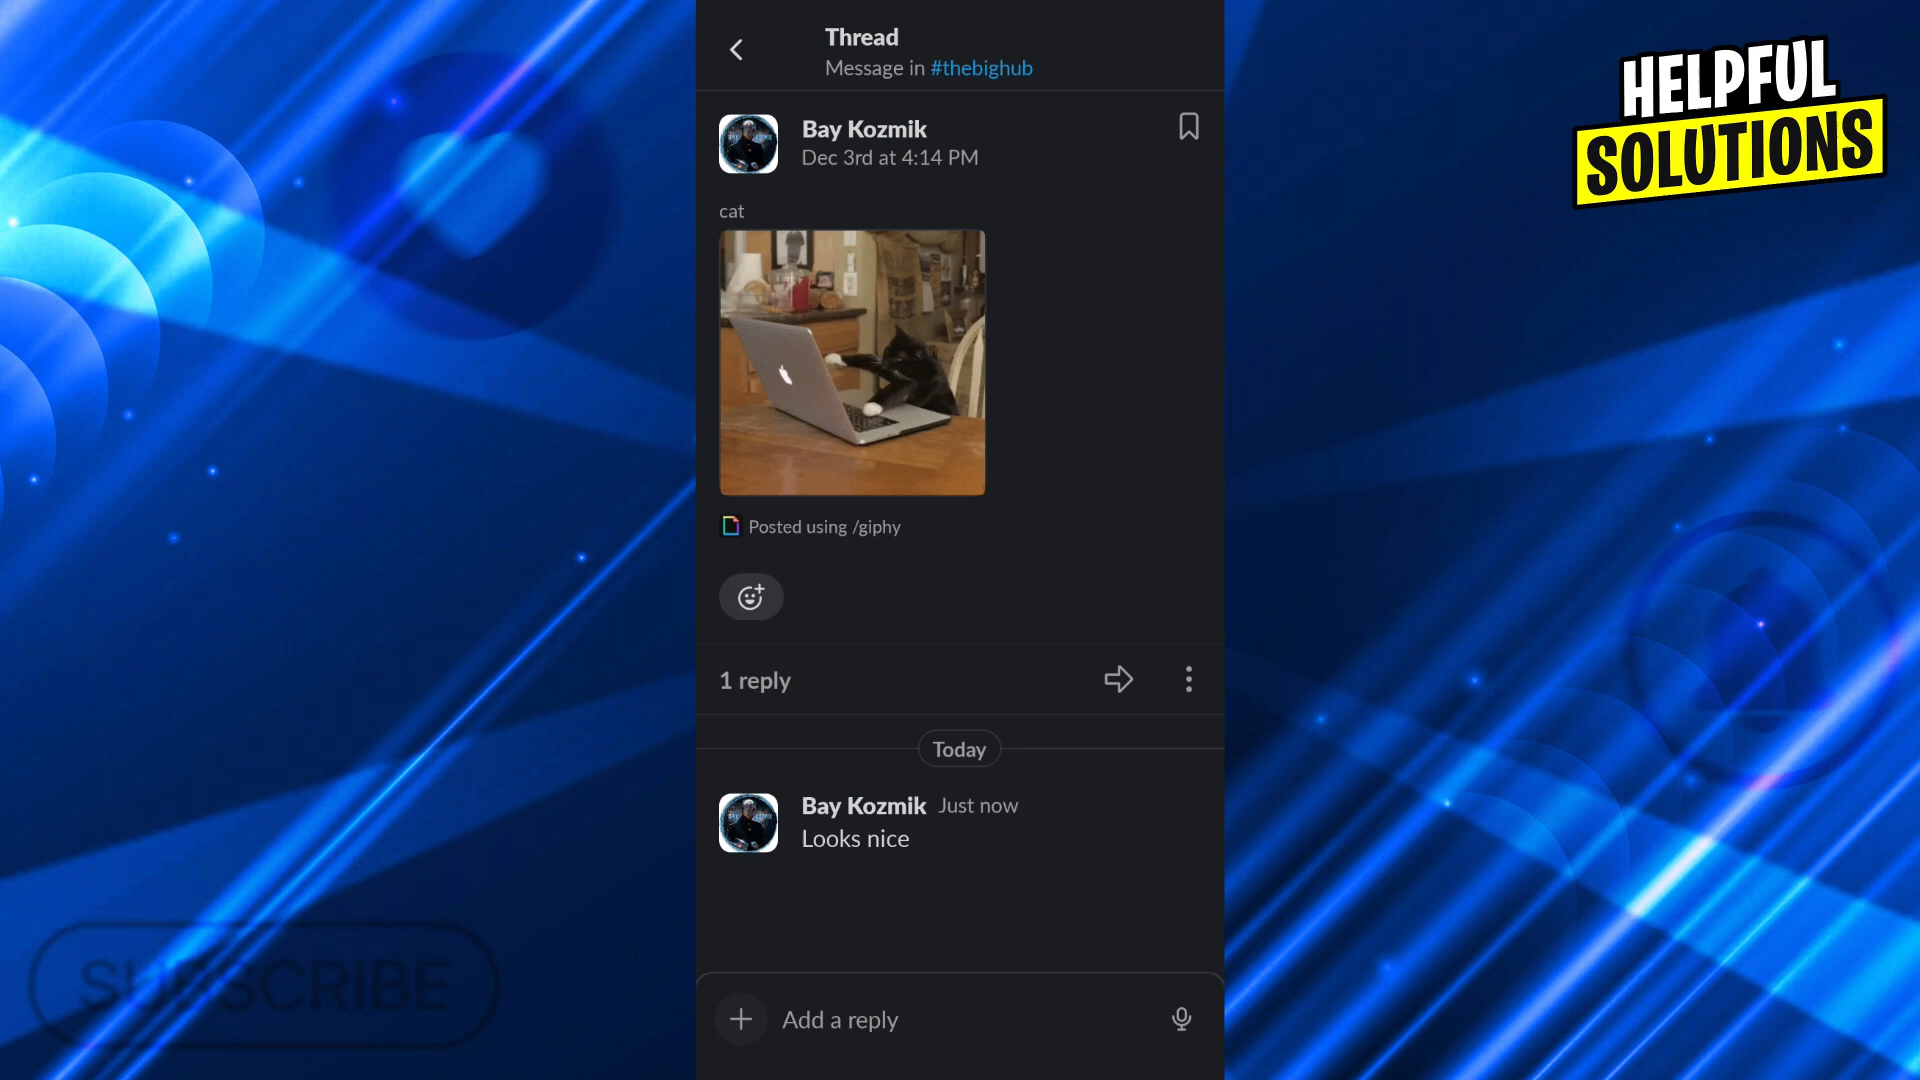 Thread
Message in #thebighub
HELPFUL
SOLUTIONS
Bay Kozmik
Dec 3rd at 4:14 PM
cat
Posted using /giphy
1 reply
Today
Bay Kozmik Just now
Looks nice
SUBSCRIBE
Add a reply